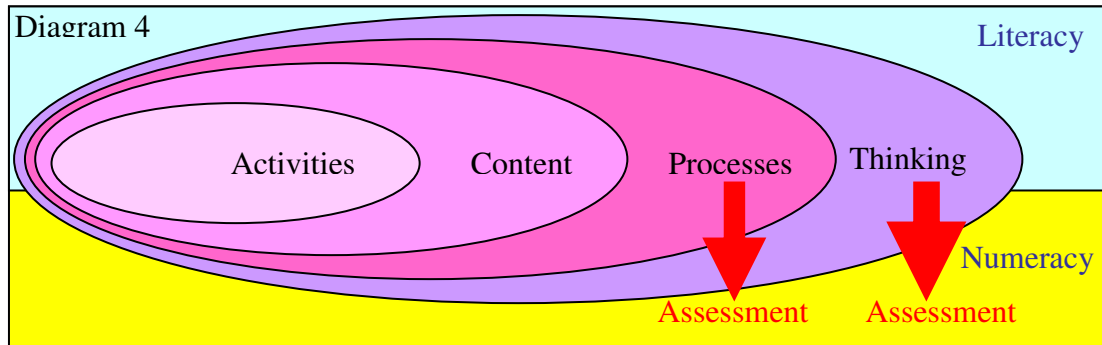 Diagram 4
Literacy
Activities
Content
Processes
Thinking
Numeracy
Assessment
Assessment